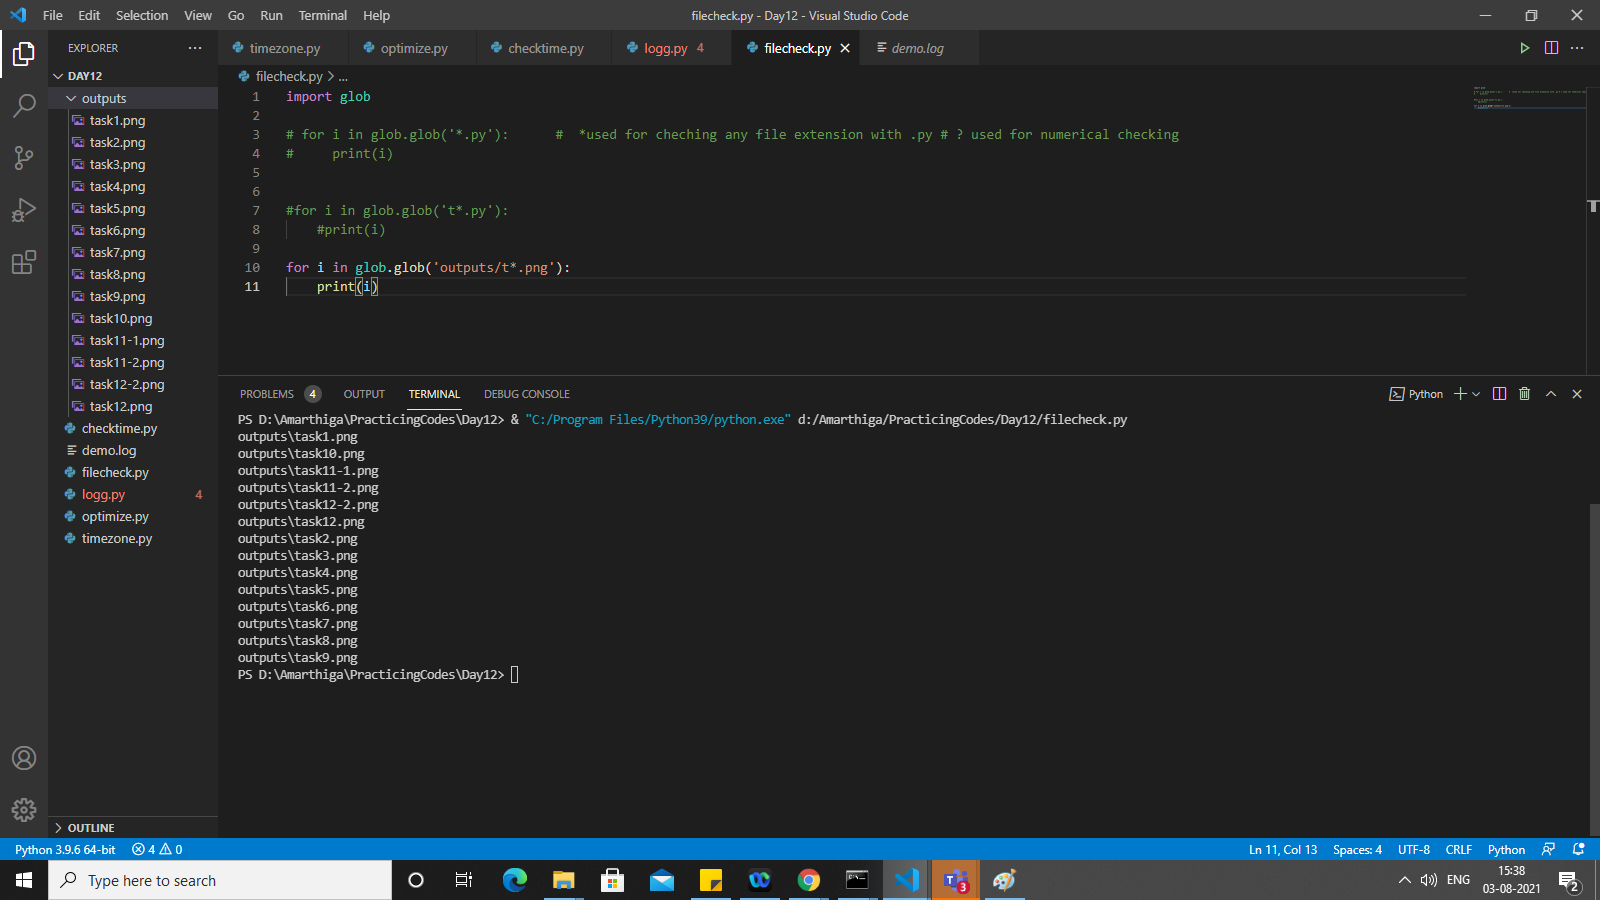 File Edit Selection View Go Run Terminal Help
filecheck.py - Day12 - Visual Studio Code
EXPLORER
DAY12
outputs
task1.png
task2.png
task3.png
task4.png
task5.png
task6.png
task7.png
task8.png
task9.png
task10.png
task11-1.png
task11-2.png
task12-2.png
task12.png
checktime.py
demo.log
filecheck.py
logg.py 4
optimize.py
timezone.py
OUTLINE
timezone.py optimize.py checktime.py logg.py 4 filecheck.py demo.log
filecheck.py > ...
1 import glob
2
3 # for i in glob.glob('*.py'): # *used for cheching any file extension with .py # ? used for numerical checking
4 # print(i)
5
6
7 #for i in glob.glob('t*.py'):
8 #print(i)
9
10 for i in glob.glob('outputs/t*.png'):
11 print(i)
PROBLEMS 4 OUTPUT TERMINAL DEBUG CONSOLE
Python
PS D:\Amarthiga\PracticingCodes\Day12> & "C:/Program Files/Python39/python.exe" d:/Amarthiga/PracticingCodes/Day12/filecheck.py
outputs\task1.png
outputs\task10.png
outputs\task11-1.png
outputs\task11-2.png
outputs\task12-2.png
outputs\task12.png
outputs\task2.png
outputs\task3.png
outputs\task4.png
outputs\task5.png
outputs\task6.png
outputs\task7.png
outputs\task8.png
outputs\task9.png
PS D:\Amarthiga\PracticingCodes\Day12>
Python 3.9.6 64-bit 4 0
Ln 11, Col 13 Spaces: 4 UTF-8 CRLF Python
Type here to search
3
ENG
15:38
03-08-2021
2